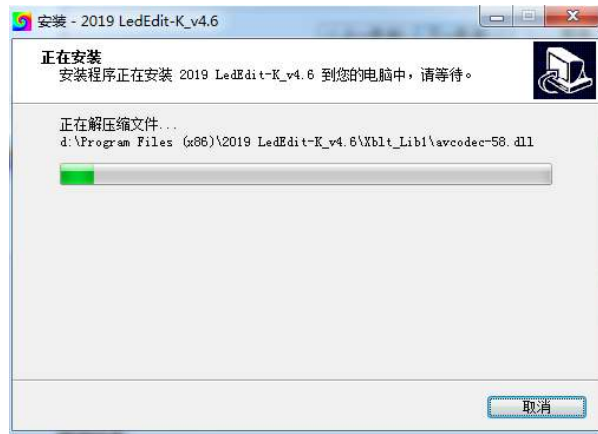 安装 - 2019 LedEdit-K_v4.6
正在安装
安装程序正在安装 2019 LedEdit-K_v4.6 到您的电脑中，请等待。
正在解压缩文件...
d:\Program Files (x86)\2019 LedEdit-K_v4.6\Xblt_Lib1\avcodec-58.dll
取消